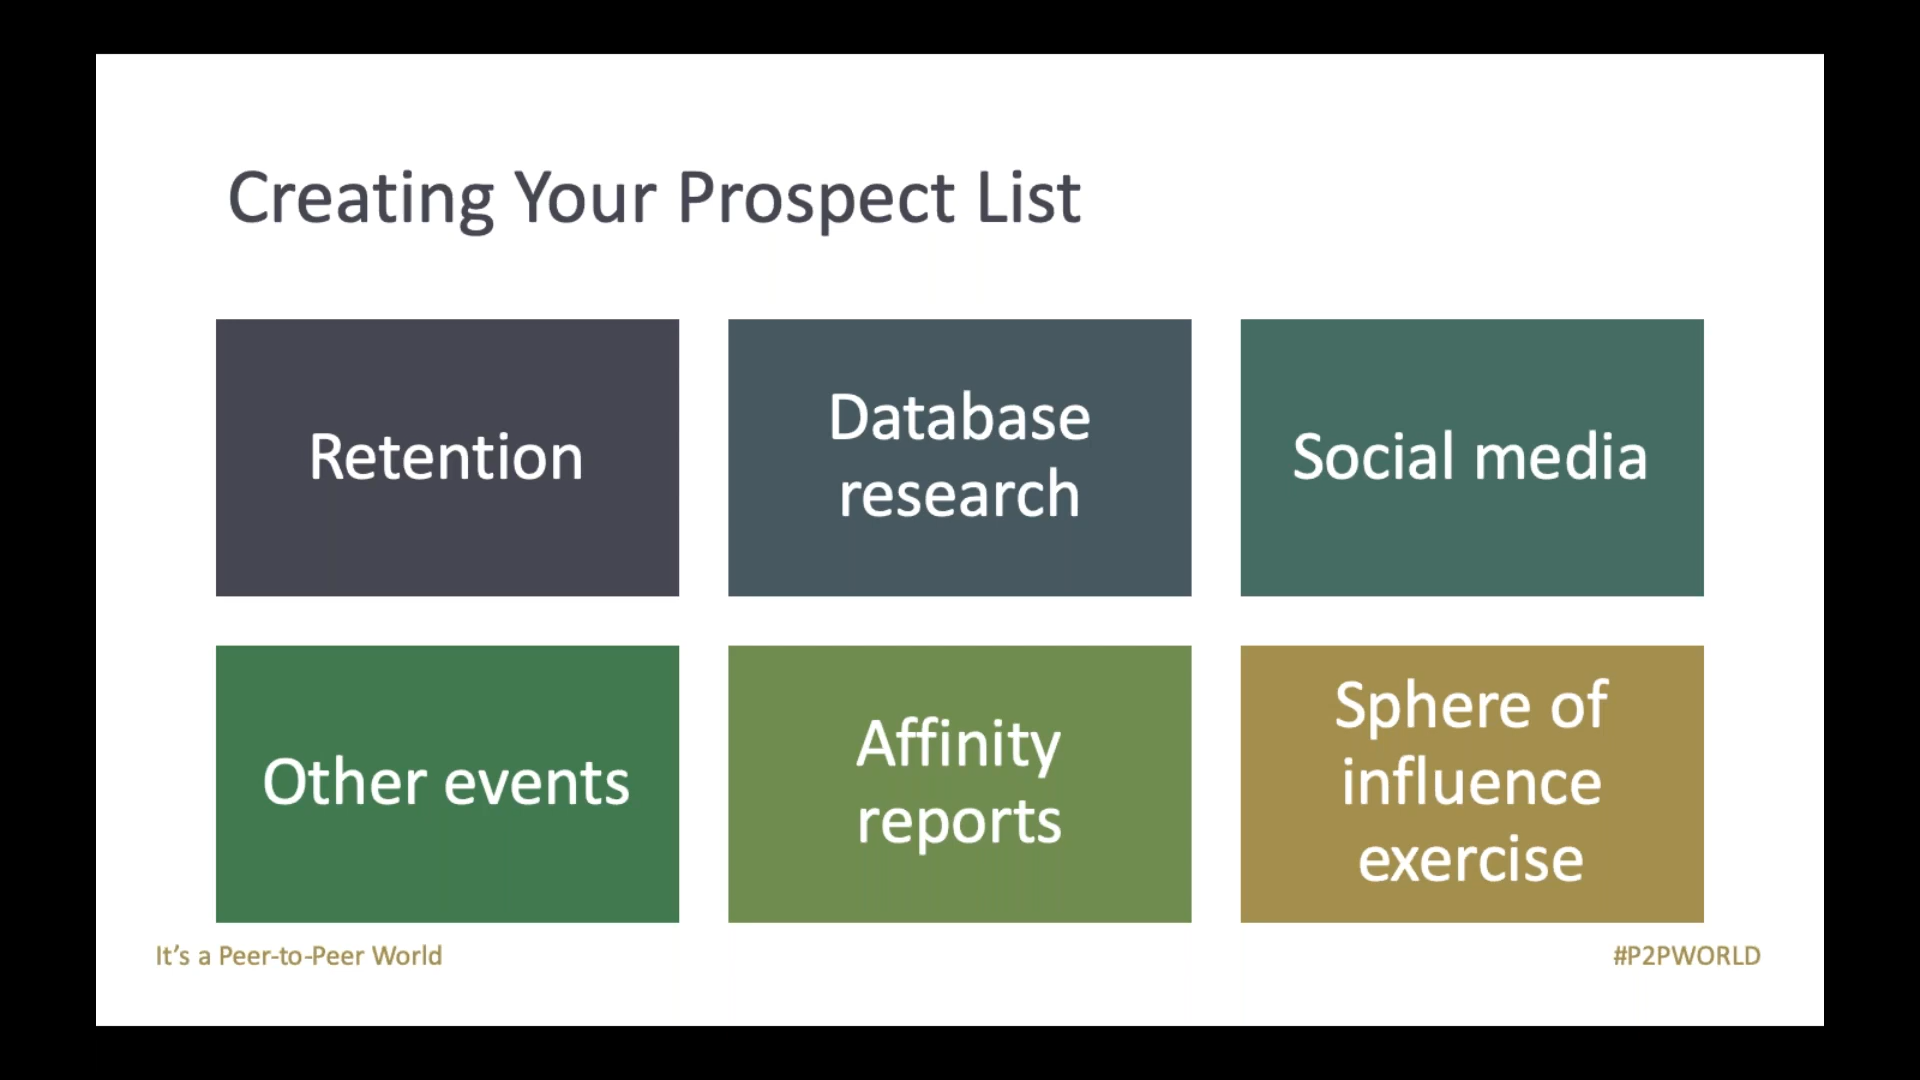 Creating Your Prospect List
Retention
Database
research
Social media
Other events
Affinity
reports
Sphere of
influence
exercise
It’s a Peer-to-Peer World
#P2PWORLD